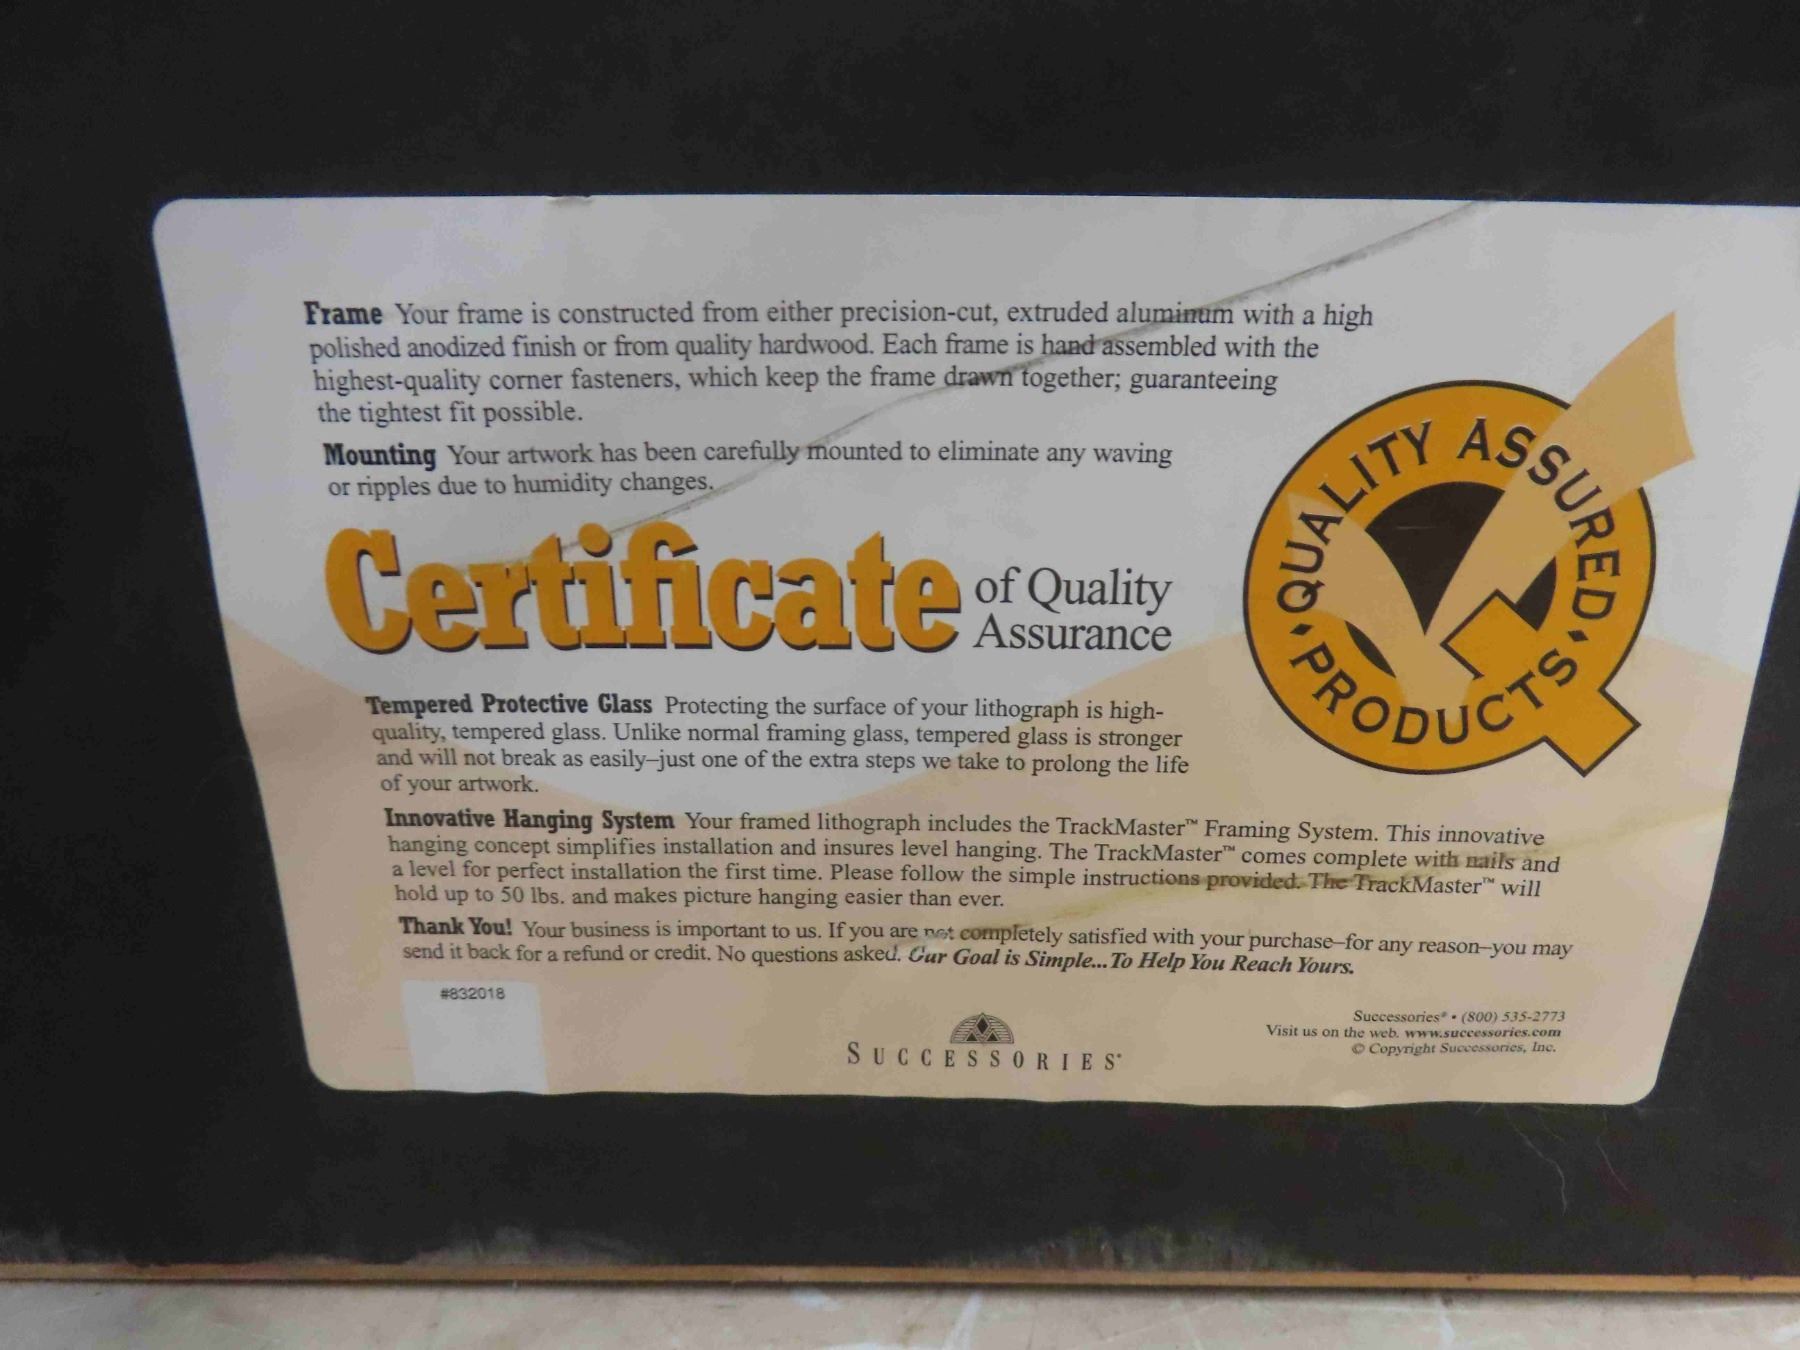 Frame Your frame is constructed from either precision-cut, extruded aluminum with a high
polished anodized finish or from quality hardwood. Each frame is hand assembled with the
highest-quality corner fasteners, which keep the frame drawn together; guaranteeing
the tightest fit possible.
Mounting Your artwork has been carefully mounted to eliminate any waving
or ripples due to humidity changes.
Certificate of Quality
Assurance
QUALITY ASSURED
PRODUCTS
Tempered Protective Glass Protecting the surface of your lithograph is high-
quality, tempered glass. Unlike normal framing glass, tempered glass is stronger
and will not break as easily–just one of the extra steps we take to prolong the life
of your artwork.
Innovative Hanging System Your framed lithograph includes the TrackMaster™ Framing System. This innovative
hanging concept simplifies installation and insures level hanging. The TrackMaster™ comes complete with nails and
a level for perfect installation the first time. Please follow the simple instructions provided. The TrackMaster™ will
hold up to 50 lbs. and makes picture hanging easier than ever.
Thank You! Your business is important to us. If you are not completely satisfied with your purchase–for any reason–you may
send it back for a refund or credit. No questions asked. Our Goal is Simple...To Help You Reach Yours.
#832018
SUCCESSORIES®
Successories® • (800) 535-2773
Visit us on the web. www.successories.com
© Copyright Successories, Inc.